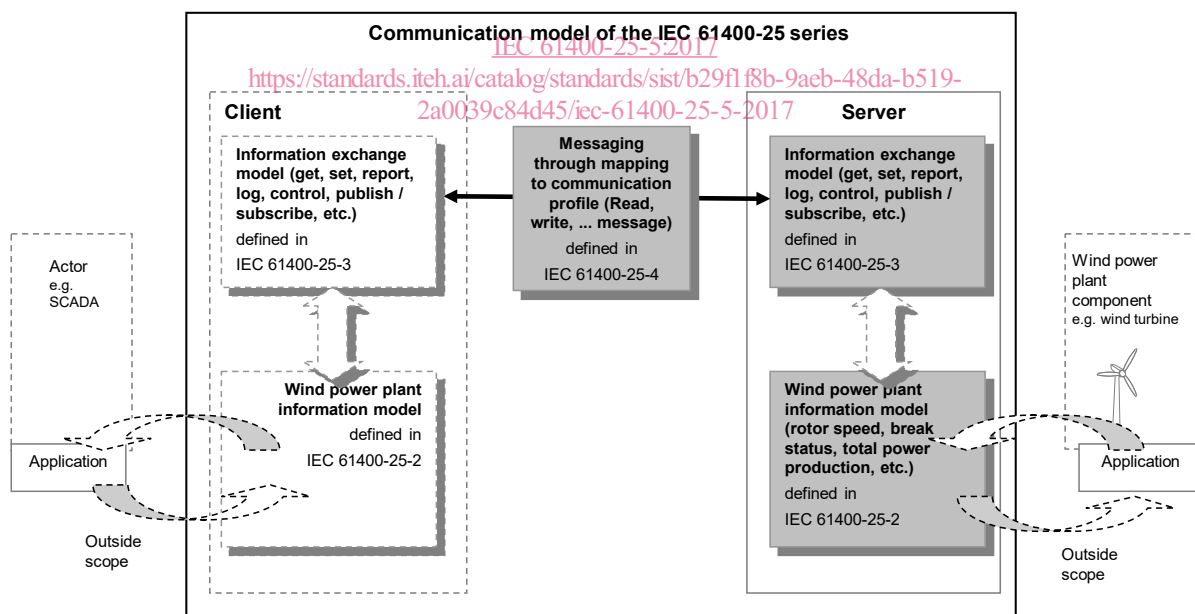 Communication model of the IEC 61400-25 series
IEC 61400-25-5:2017
https://standards.iteh.ai/catalog/standards/sist/b29f1f8b-9aeb-48da-b519-
2a0039c84d45/iec-61400-25-5-2017
Client
Information exchange
model (get, set, report,
log, control, publish /
subscribe, etc.)
defined in
IEC 61400-25-3
Messaging
through mapping
to communication
profile (Read,
write, ... message)
defined in
IEC 61400-25-4
Server
Information exchange
model (get, set, report,
log, control, publish /
subscribe, etc.)
defined in
IEC 61400-25-3
Actor
e.g.
SCADA
Wind power
plant
component
e.g. wind turbine
Wind power plant
information model
defined in
IEC 61400-25-2
Wind power plant
information model
(rotor speed, break
status, total power
production, etc.)
defined in
IEC 61400-25-2
Application
Application
Outside
scope
Outside
scope